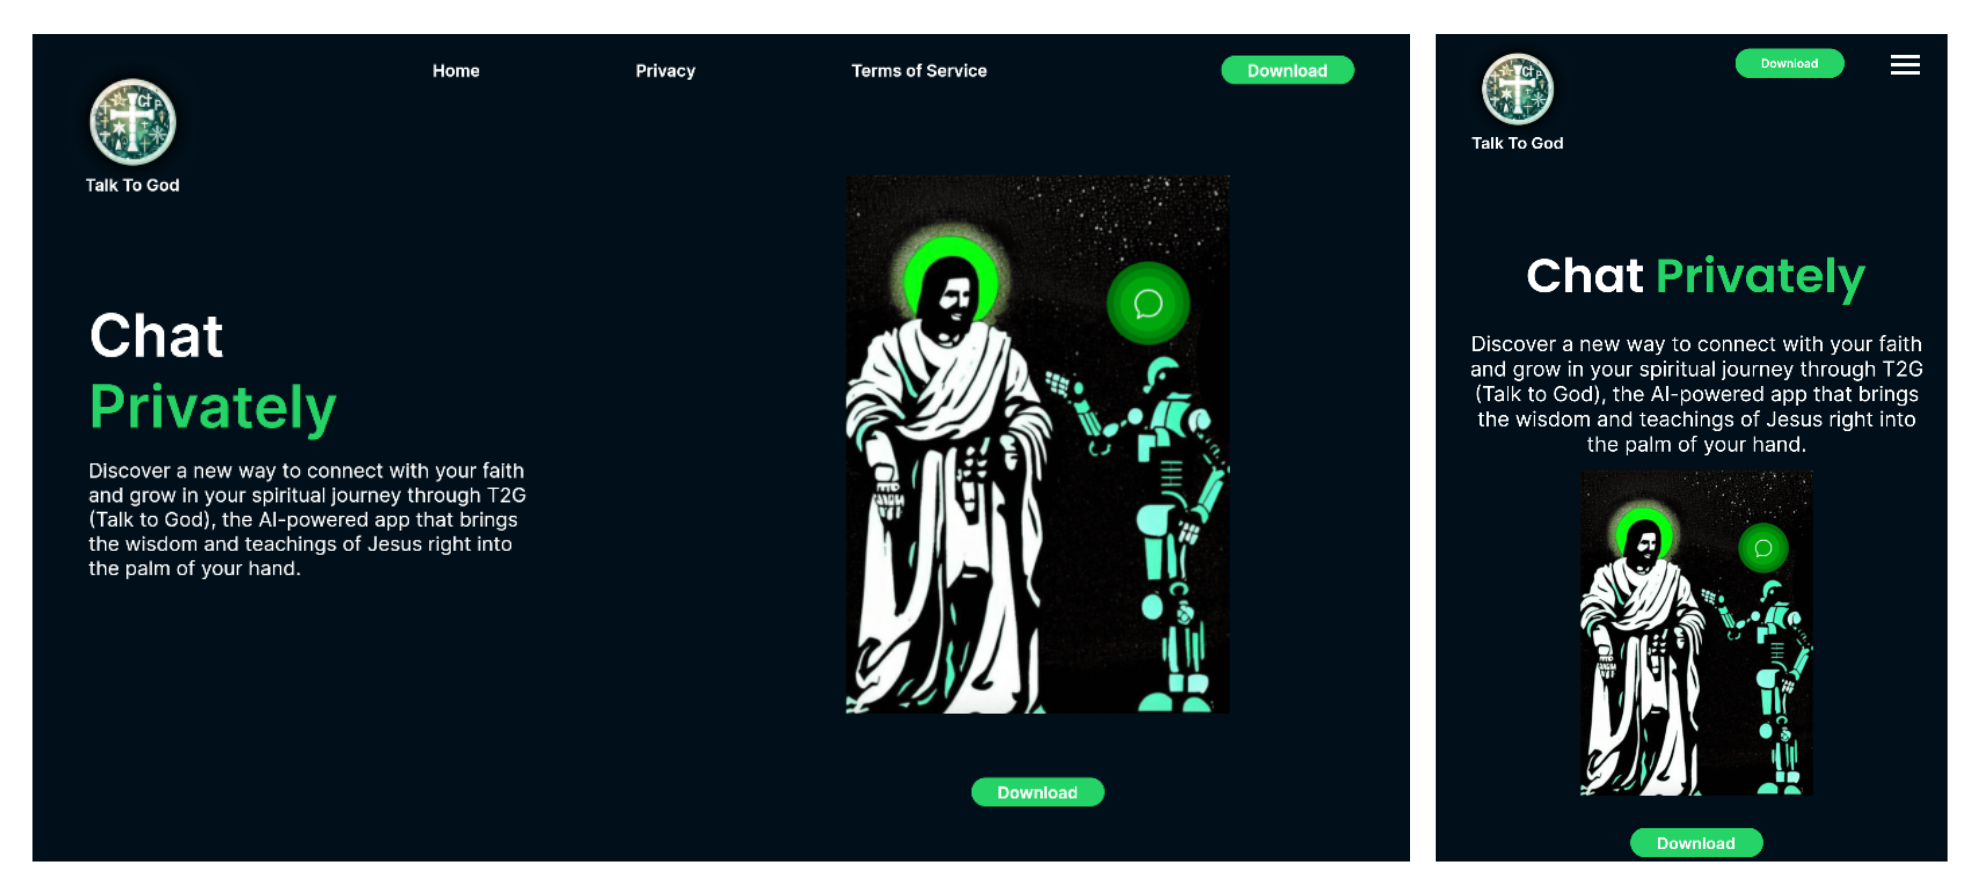 Home Privacy Terms of Service Download
Talk To God
Chat
Privately
Discover a new way to connect with your faith
and grow in your spiritual journey through T2G
(Talk to God), the AI-powered app that brings
the wisdom and teachings of Jesus right into
the palm of your hand.
Download
Download
Talk To God
Chat Privately
Discover a new way to connect with your faith
and grow in your spiritual journey through T2G
(Talk to God), the AI-powered app that brings
the wisdom and teachings of Jesus right into
the palm of your hand.
Download